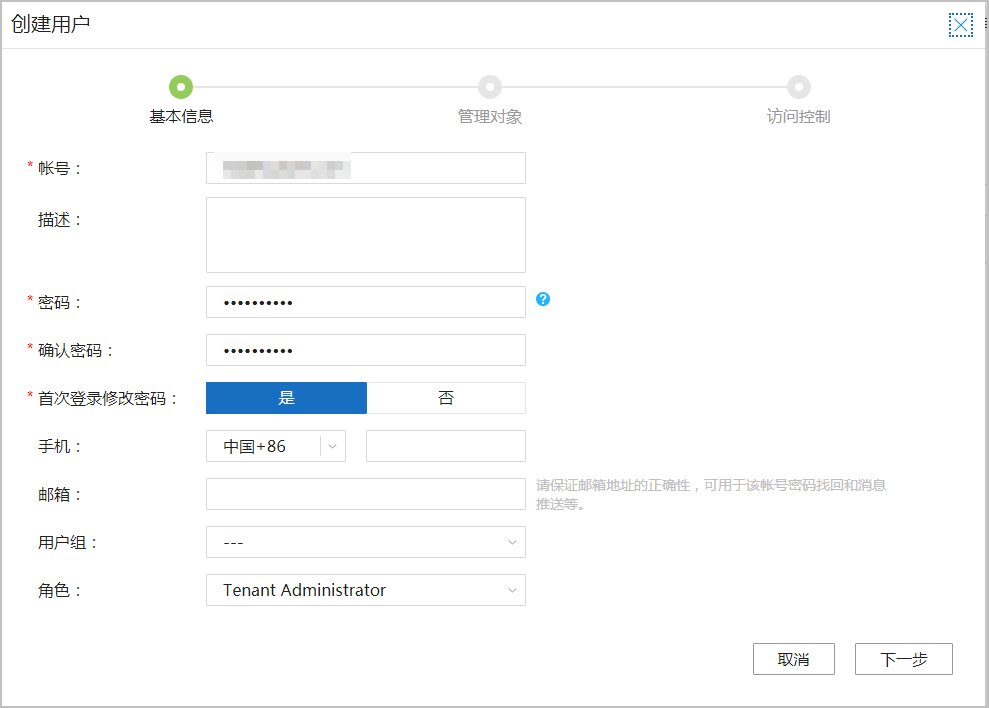 创建用户
基本信息
管理对象
访问控制
* 帐号：
描述：
* 密码： ••••••••••
?
* 确认密码： ••••••••••
* 首次登录修改密码： 是 否
手机： 中国+86
邮箱：
请保证邮箱地址的正确性，可用于该帐号密码找回和消息
推送等。
用户组： ---
角色： Tenant Administrator
取消
下一步